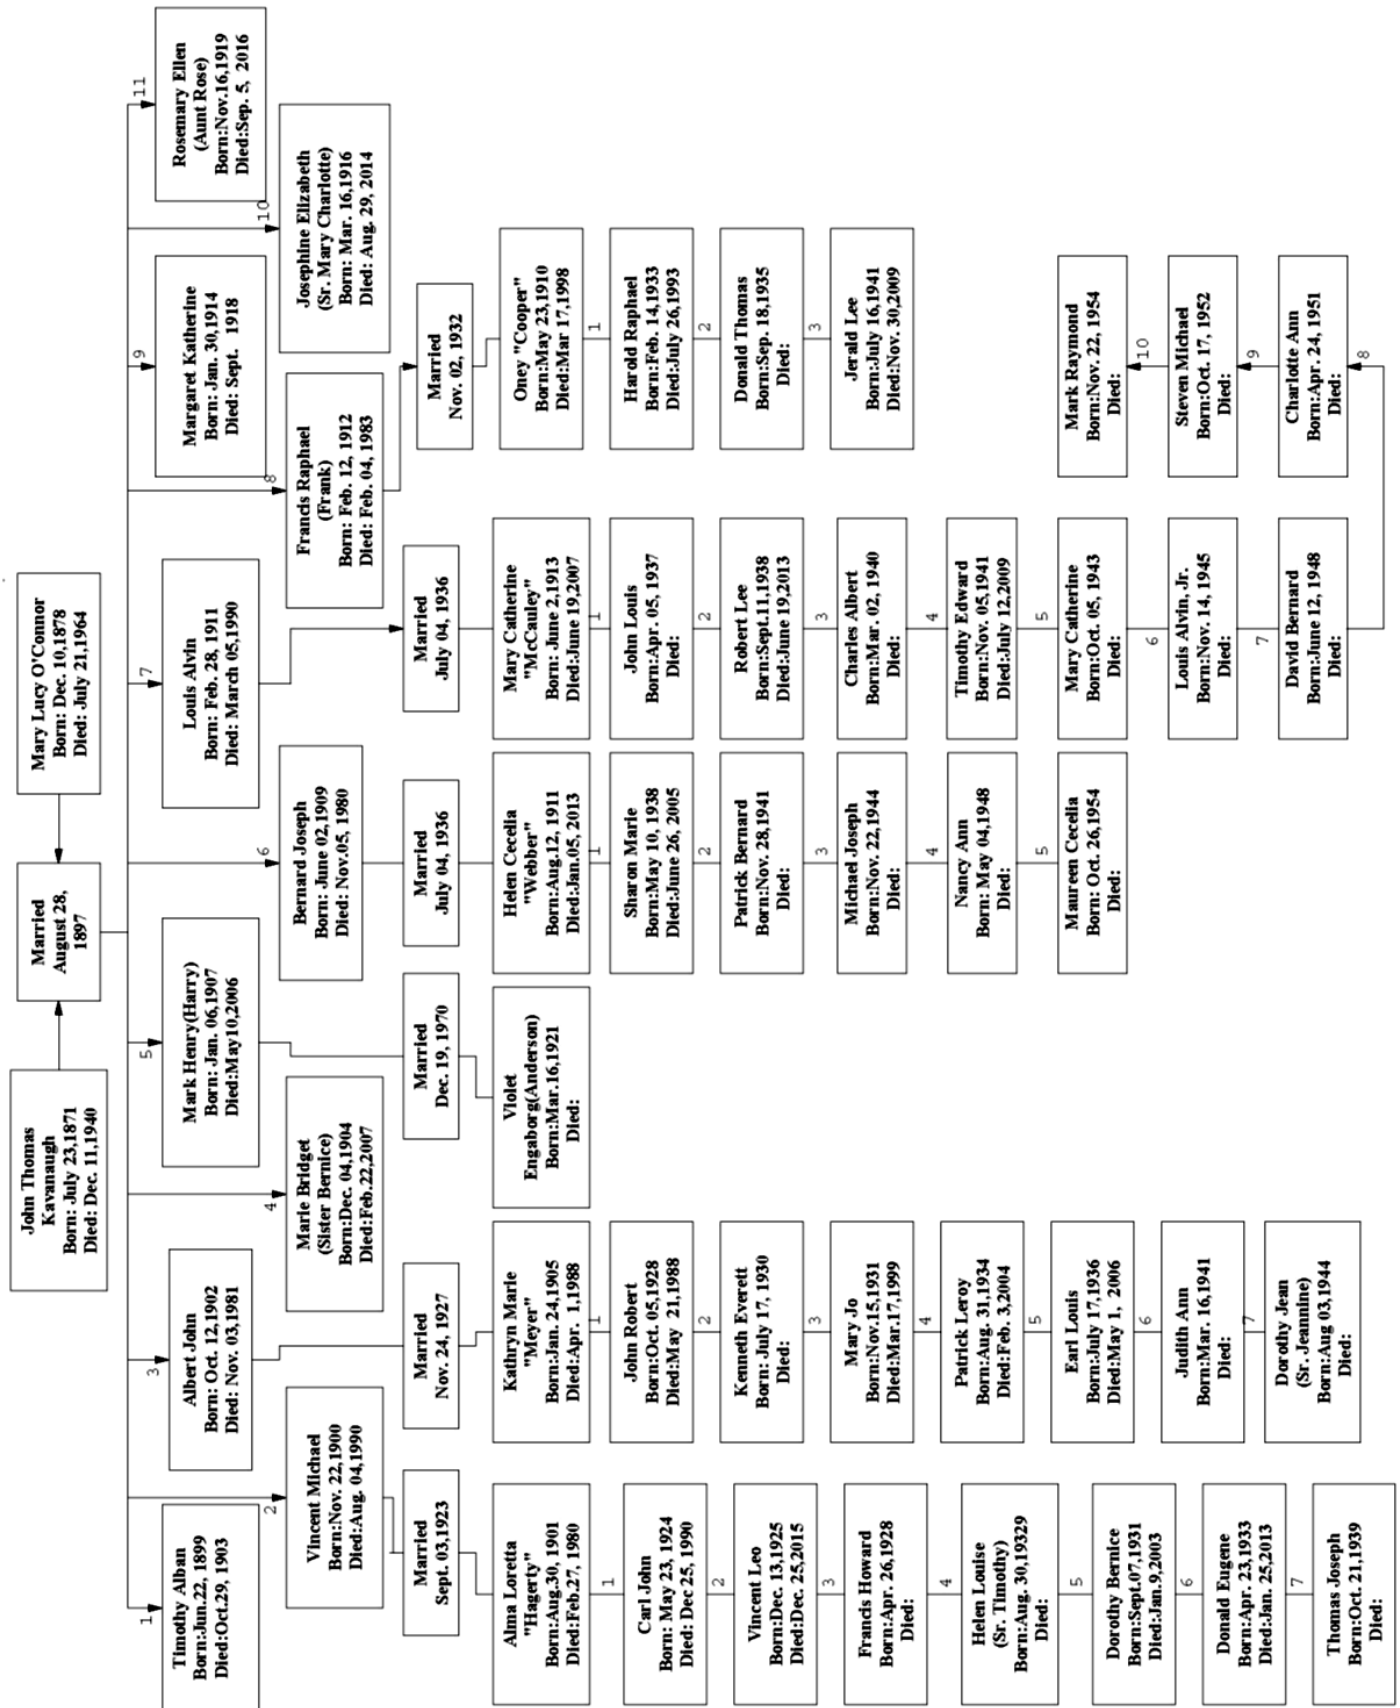 John Thomas
Kavanaugh
Born: July 23,1871
Died: Dec. 11,1940
Married
August 28,
1897
Mary Lucy O'Connor
Born: Dec. 10,1878
Died: July 21,1964
1
Timothy Alban
Born:Jun.22, 1899
Died:Oct.29, 1903
2
Vincent Michael
Born:Nov. 22,1900
Died:Aug. 04,1990
Married
Sept. 03,1923
Alma Loretta
"Hagerty"
Born:Aug.30, 1901
Died:Feb.27, 1980
1
Carl John
Born: May 23, 1924
Died: Dec 25, 1990
2
Vincent Leo
Born:Dec. 13,1925
Died:Dec. 25,2015
3
Francis Howard
Born:Apr. 26,1928
Died:
4
Helen Louise
(Sr. Timothy)
Born:Aug. 30,19329
Died:
5
Dorothy Bernice
Born:Sept.07,1931
Died:Jan.9,2003
6
Donald Eugene
Born:Apr. 23,1933
Died:Jan. 25,2013
7
Thomas Joseph
Born:Oct. 21,1939
Died:
3
Albert John
Born: Oct. 12,1902
Died: Nov. 03,1981
Married
Nov. 24, 1927
Kathryn Marie
"Meyer"
Born:Jan. 24,1905
Died:Apr. 1,1988
1
John Robert
Born:Oct. 05,1928
Died:May 21,1988
2
Kenneth Everett
Born: July 17, 1930
Died:
3
Mary Jo
Born:Nov.15,1931
Died:Mar.17,1999
4
Patrick Leroy
Born:Aug. 31,1934
Died:Feb. 3,2004
5
Earl Louis
Born:July 17,1936
Died:May 1, 2006
6
Judith Ann
Born:Mar. 16,1941
Died:
7
Dorothy Jean
(Sr. Jeannine)
Born:Aug 03,1944
Died:
4
Marie Bridget
(Sister Bernice)
Born:Dec. 04,1904
Died:Feb.22,2007
5
Mark Henry(Harry)
Born: Jan. 06,1907
Died:May10,2006
Married
Dec. 19, 1970
Violet
Engaborg(Anderson)
Born:Mar.16,1921
Died:
6
Bernard Joseph
Born: June 02,1909
Died: Nov.05, 1980
Married
July 04, 1936
Helen Cecelia
"Webber"
Born:Aug.12, 1911
Died:Jan.05, 2013
1
Sharon Marie
Born:May 10, 1938
Died:June 26, 2005
2
Patrick Bernard
Born:Nov. 28,1941
Died:
3
Michael Joseph
Born:Nov. 22,1944
Died:
4
Nancy Ann
Born: May 04,1948
Died:
5
Maureen Cecelia
Born: Oct. 26,1954
Died:
7
Louis Alvin
Born: Feb. 28, 1911
Died: March 05,1990
Married
July 04, 1936
Mary Catherine
"McCauley"
Born: June 2,1913
Died:June 19,2007
1
John Louis
Born:Apr. 05, 1937
Died:
2
Robert Lee
Born:Sept.11,1938
Died:June 19,2013
3
Charles Albert
Born:Mar. 02, 1940
Died:
4
Timothy Edward
Born:Nov. 05,1941
Died:July 12,2009
5
Mary Catherine
Born:Oct. 05, 1943
Died:
6
Louis Alvin, Jr.
Born:Nov. 14, 1945
Died:
7
David Bernard
Born:June 12, 1948
Died:
8
Charlotte Ann
Born:Apr. 24, 1951
Died:
9
Steven Michael
Born:Oct. 17, 1952
Died:
10
Mark Raymond
Born:Nov. 22, 1954
Died:
8
Francis Raphael
(Frank)
Born: Feb. 12, 1912
Died: Feb. 04, 1983
Married
Nov. 02, 1932
Oney "Cooper"
Born:May 23,1910
Died:Mar 17,1998
1
Harold Raphael
Born:Feb. 14,1933
Died:July 26,1993
2
Donald Thomas
Born:Sep. 18,1935
Died:
3
Jerald Lee
Born:July 16,1941
Died:Nov. 30,2009
9
Margaret Katherine
Born: Jan. 30,1914
Died: Sept. 1918
10
Josephine Elizabeth
(Sr. Mary Charlotte)
Born: Mar. 16,1916
Died: Aug. 29, 2014
11
Rosemary Ellen
(Aunt Rose)
Born:Nov.16,1919
Died:Sep. 5, 2016